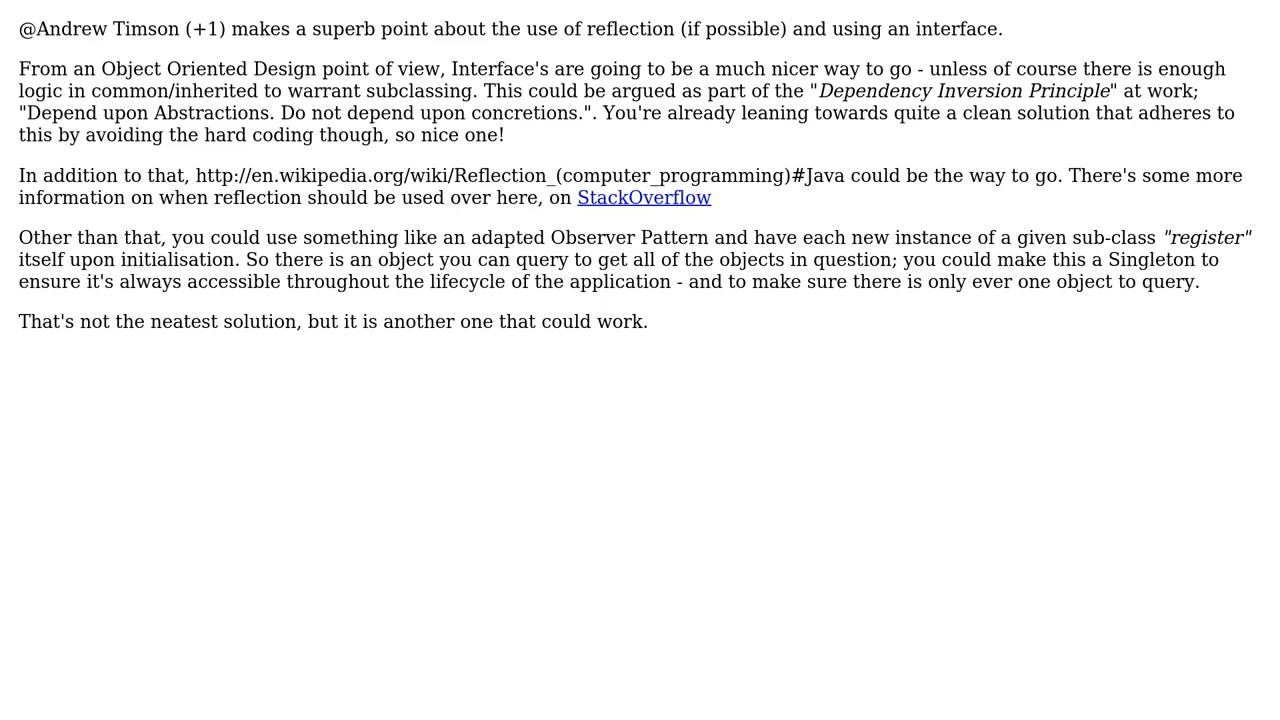 @Andrew Timson (+1) makes a superb point about the use of reflection (if possible) and using an interface.
From an Object Oriented Design point of view, Interface's are going to be a much nicer way to go - unless of course there is enough
logic in common/inherited to warrant subclassing. This could be argued as part of the "Dependency Inversion Principle" at work;
"Depend upon Abstractions. Do not depend upon concretions.". You're already leaning towards quite a clean solution that adheres to
this by avoiding the hard coding though, so nice one!
In addition to that, http://en.wikipedia.org/wiki/Reflection_(computer_programming)#Java could be the way to go. There's some more
information on when reflection should be used over here, on StackOverflow
Other than that, you could use something like an adapted Observer Pattern and have each new instance of a given sub-class "register"
itself upon initialisation. So there is an object you can query to get all of the objects in question; you could make this a Singleton to
ensure it's always accessible throughout the lifecycle of the application - and to make sure there is only ever one object to query.
That's not the neatest solution, but it is another one that could work.